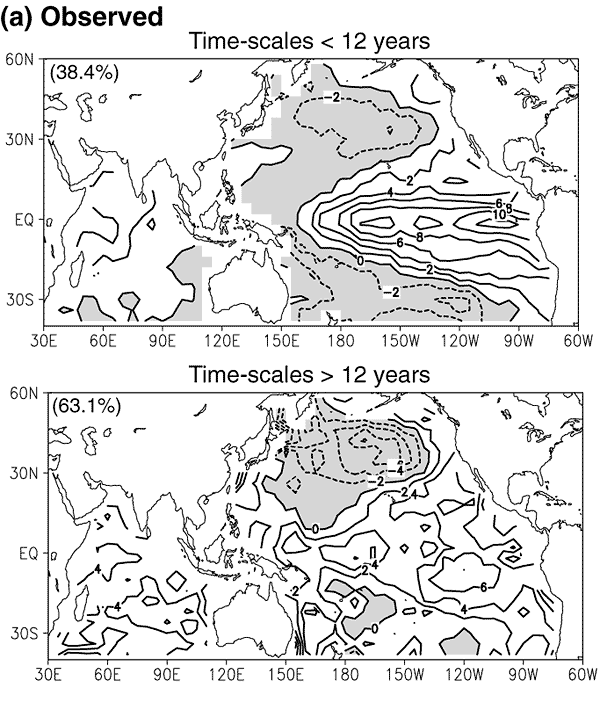 (a) Observed
Time-scales < 12 years
60N
(38.4%)
−2
30N
2
4
6
8
10
EQ
6
8
0
2
−2
30S
30E 60E 90E 120E 150E 180 150W 120W 90W 60W
Time-scales > 12 years
60N
(63.1%)
−4
−2
30N
2
4
0
EQ
4
2
4
6
4
2
4
0
30S
30E 60E 90E 120E 150E 180 150W 120W 90W 60W